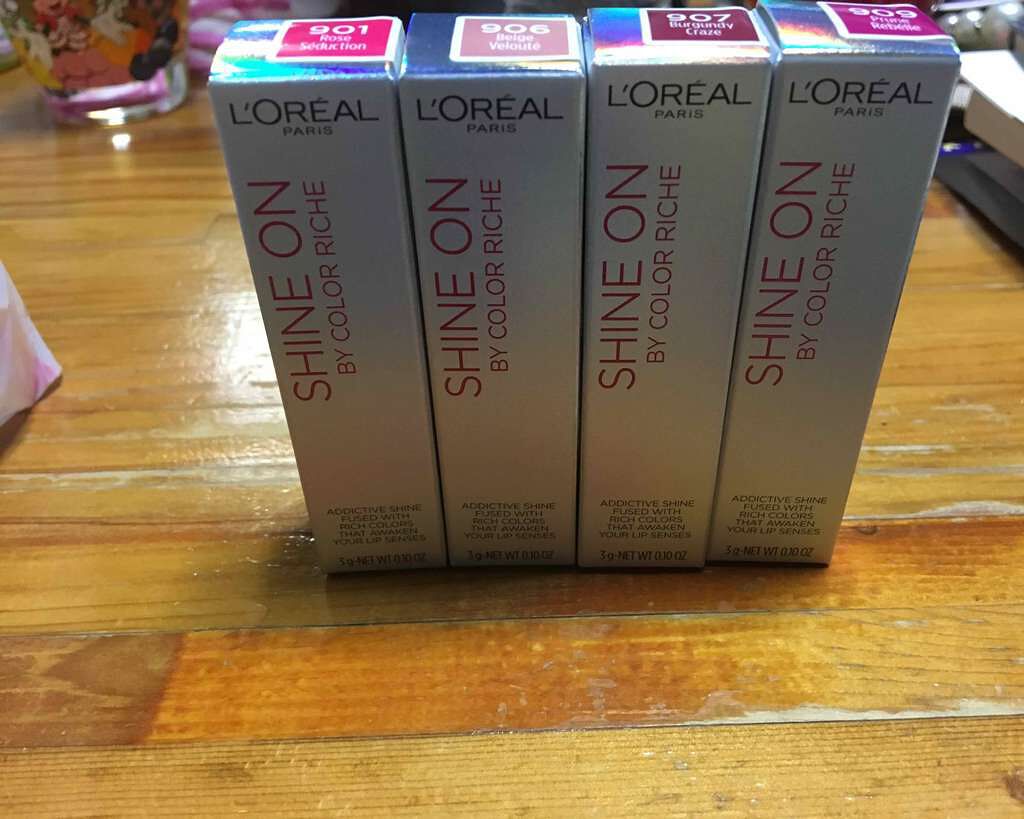 901
Rose
Séduction
L'ORÉAL
PARIS
SHINE ON
BY COLOR RICHE
ADDICTIVE SHINE
FUSED WITH
RICH COLORS
THAT AWAKEN
YOUR LIP SENSES
3 g-NET WT 0.10 OZ
906
Beige
Velouté
L'ORÉAL
PARIS
SHINE ON
BY COLOR RICHE
ADDICTIVE SHINE
FUSED WITH
RICH COLORS
THAT AWAKEN
YOUR LIP SENSES
3 g-NET WT 0.10 OZ
907
Burgundy
Craze
L'ORÉAL
PARIS
SHINE ON
BY COLOR RICHE
ADDICTIVE SHINE
FUSED WITH
RICH COLORS
THAT AWAKEN
YOUR LIP SENSES
3 g-NET WT 0.10 OZ
909
Prune
Rebelle
L'ORÉAL
PARIS
SHINE ON
BY COLOR RICHE
ADDICTIVE SHINE
FUSED WITH
RICH COLORS
THAT AWAKEN
YOUR LIP SENSES
3 g-NET WT 0.10 OZ